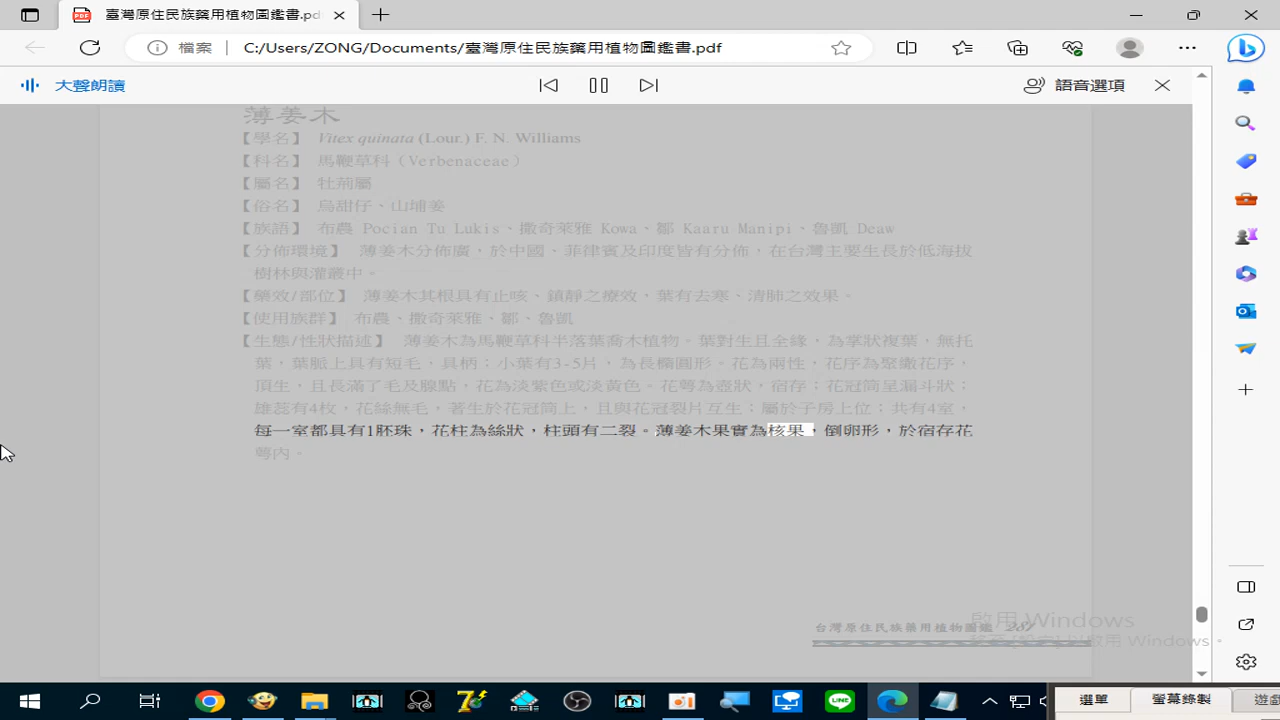 臺灣原住民族藥用植物圖鑑書.pd
檔案 C:/Users/ZONG/Documents/臺灣原住民族藥用植物圖鑑書.pdf
大聲朗讀 語音選項
薄姜木
【學名】 Vitex quinata (Lour.) F. N. Williams
【科名】 馬鞭草科（Verbenaceae）
【屬名】 牡荊屬
【俗名】 烏甜仔、山埔姜
【族語】 布農 Pocian Tu Lukis、撒奇萊雅 Kowa、鄒 Kaaru Manipi、魯凱 Deaw
【分佈環境】 薄姜木分佈廣、於中國 菲律賓及印度皆有分佈，在台灣主要生長於低海拔
樹林與灌叢中。
【藥效/部位】 薄姜木其根具有止咳、鎮靜之療效，葉有去寒、清肺之效果。
【使用族群】 布農、撒奇萊雅、鄒、魯凱
【生態/性狀描述】 薄姜木為馬鞭草科半落葉喬木植物。葉對生且全緣，為掌狀複葉，無托
葉，葉脈上具有短毛，具柄；小葉有3-5片，為長橢圓形。花為兩性，花序為聚繖花序，
頂生，且長滿了毛及腺點，花為淡紫色或淡黃色。花萼為壺狀，宿存；花冠筒呈漏斗狀；
雄蕊有4枚，花絲無毛，著生於花冠筒上，且與花冠裂片互生；屬於子房上位；共有4室，
每一室都具有1胚珠，花柱為絲狀，柱頭有二裂。薄姜木果實為核果，倒卵形，於宿存花
萼內。
台灣原住民族藥用植物圖鑑 287
啟用 Windows
移至 [設定] 以啟用 Windows。
選單 螢幕錄製 遊戲